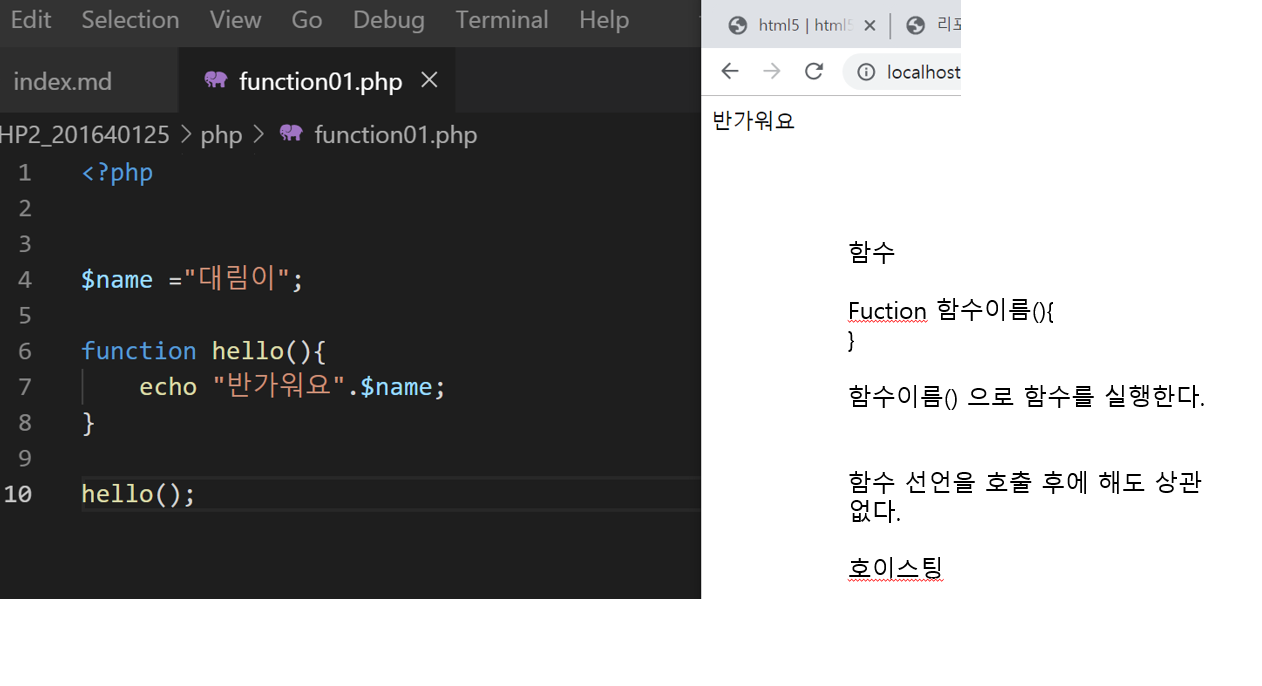 Edit Selection View Go Debug Terminal Help
index.md function01.php
HP2_201640125 > php > function01.php
1 <?php
2
3
4 $name ="대림이";
5
6 function hello(){
7 echo "반가워요".$name;
8 }
9
10 hello();
html5 | html5
localhost
반가워요
함수
Fuction 함수이름(){
}
함수이름() 으로 함수를 실행한다.
함수 선언을 호출 후에 해도 상관
없다.
호이스팅